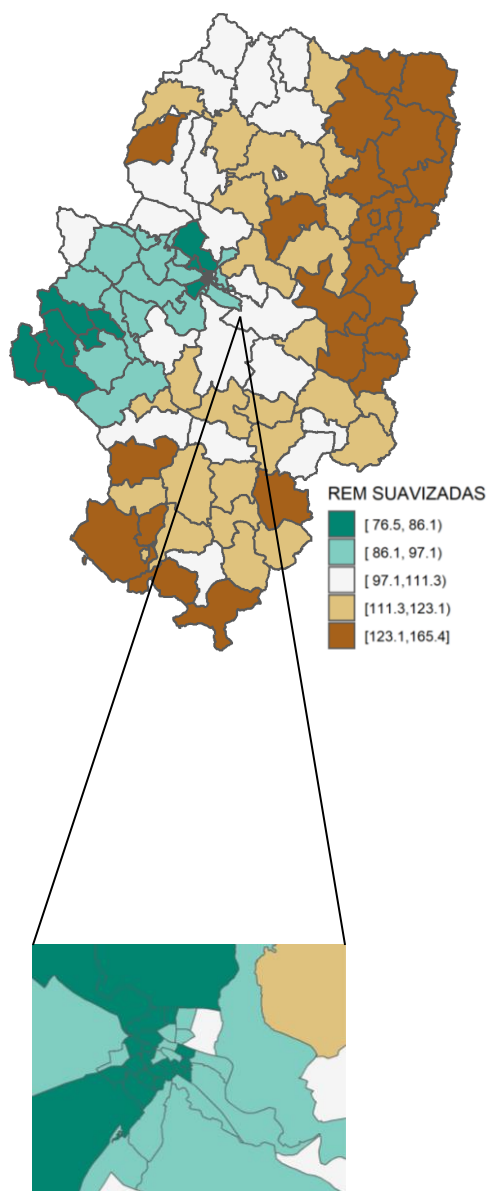 REM SUAVIZADAS
[ 76.5, 86.1)
[ 86.1, 97.1)
[ 97.1,111.3)
[111.3,123.1)
[123.1,165.4]